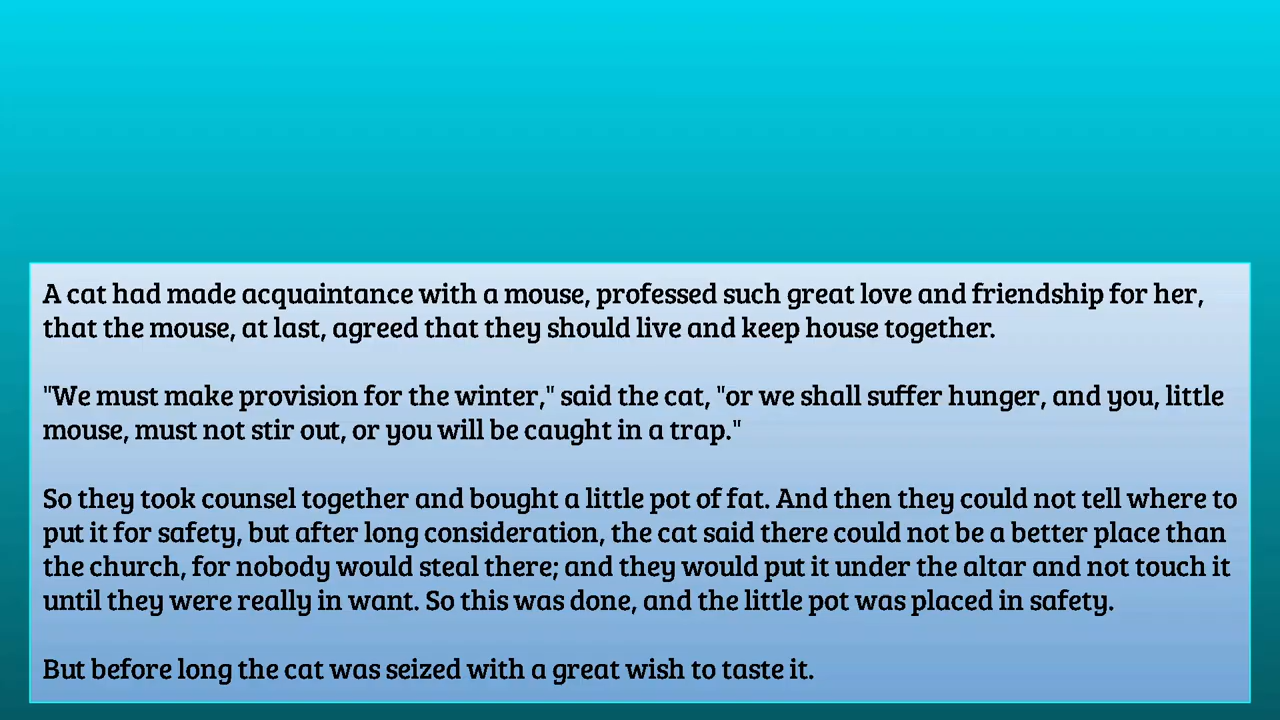 A cat had made acquaintance with a mouse, professed such great love and friendship for her,
that the mouse, at last, agreed that they should live and keep house together.
"We must make provision for the winter," said the cat, "or we shall suffer hunger, and you, little
mouse, must not stir out, or you will be caught in a trap."
So they took counsel together and bought a little pot of fat. And then they could not tell where to
put it for safety, but after long consideration, the cat said there could not be a better place than
the church, for nobody would steal there; and they would put it under the altar and not touch it
until they were really in want. So this was done, and the little pot was placed in safety.
But before long the cat was seized with a great wish to taste it.